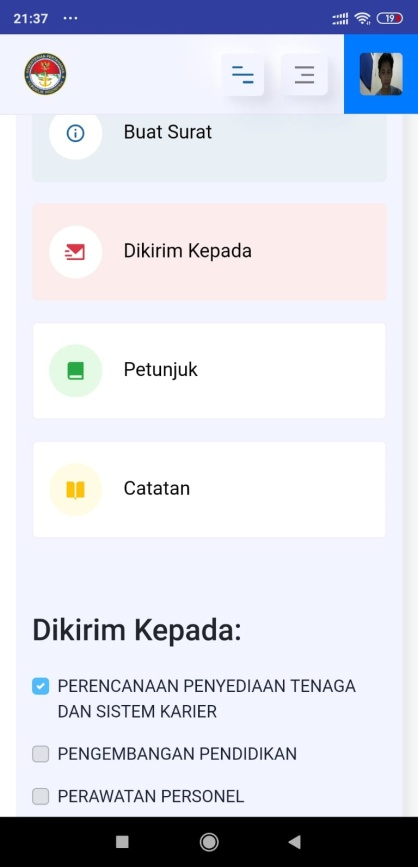 21:37
19
Buat Surat
Dikirim Kepada
Petunjuk
Catatan
Dikirim Kepada:
PERENCANAAN PENYEDIAAN TENAGA
DAN SISTEM KARIER
PENGEMBANGAN PENDIDIKAN
PERAWATAN PERSONEL